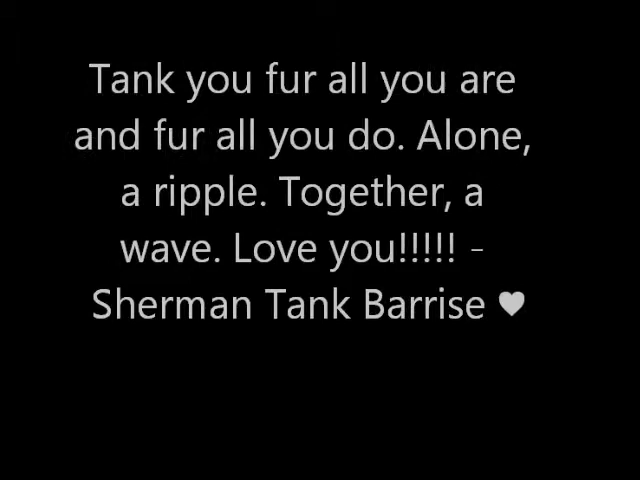 Tank you fur all you are
and fur all you do. Alone,
a ripple. Together, a
wave. Love you!!!!! -
Sherman Tank Barrise ♥